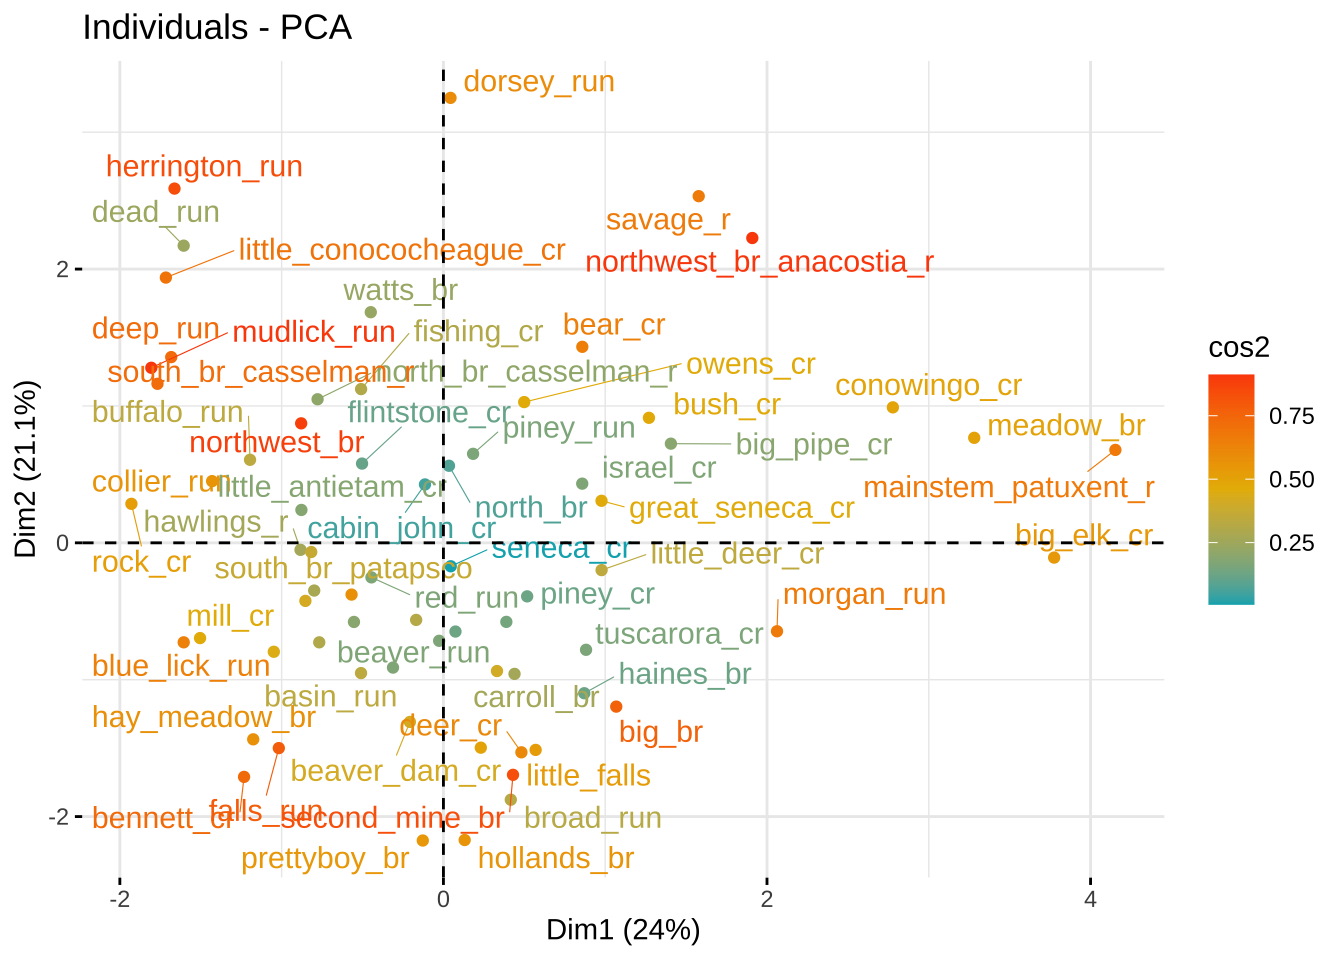 Individuals - PCA
dorsey_run
herrington_run
dead_run
savage_r
little_conococheague_cr
northwest_br_anacostia_r
watts_br
deep_run
mudlick_run
fishing_cr
bear_cr
south_br_casselman_r
north_br_casselman_r
owens_cr
conowingo_cr
buffalo_run
flintstone_cr
bush_cr
meadow_br
northwest_br
piney_run
big_pipe_cr
collier_run
little_antietam_cr
israel_cr
mainstem_patuxent_r
hawlings_r
cabin_john_cr
north_br
great_seneca_cr
big_elk_cr
rock_cr
south_br_patapsco
seneca_cr
little_deer_cr
red_run
piney_cr
morgan_run
mill_cr
tuscarora_cr
blue_lick_run
beaver_run
haines_br
basin_run
carroll_br
hay_meadow_br
deer_cr
big_br
beaver_dam_cr
little_falls
bennett_cr
falls_run
second_mine_br
broad_run
prettyboy_br
hollands_br
2
0
-2
-2
0
2
4
Dim1 (24%)
Dim2 (21.1%)
cos2
0.75
0.50
0.25